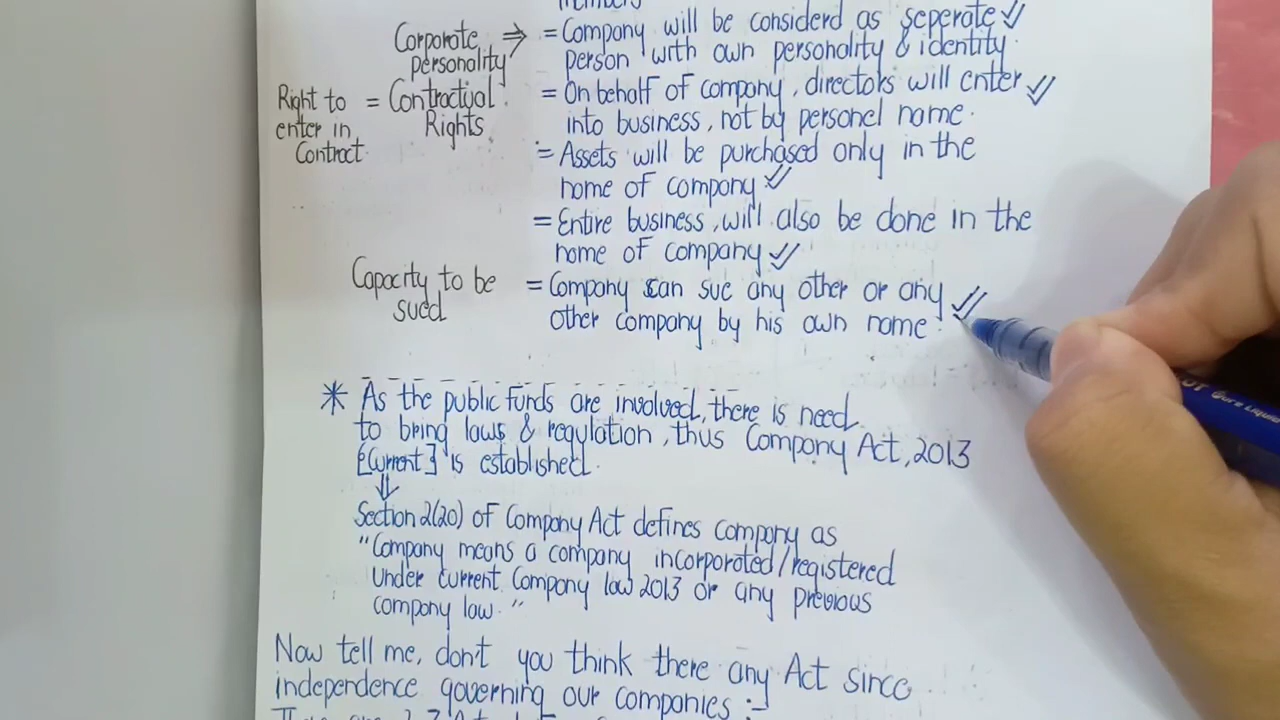 members
Corporate ⇒ = Company will be considerd as seperate
personality person with own personality & identity.
Right to = Contractual = On behalf of company, directors will enter
enter in Rights into business, not by personel name.
Contract = Assets will be purchased only in the
name of company
= Entire business, will also be done in the
name of company
Capacity to be = Company can sue any other or any
sued other company by his own name.
* As the public funds are involved, there is need
to bring laws & regulation, thus Company Act, 2013
[Current] is established.
⇓
Section 2(20) of Company Act defines company as
"Company means a company incorporated/registered
Under current Company law 2013 or any previous
company law."
Now tell me, don't you think there any Act since
independence governing our companies :-
There are